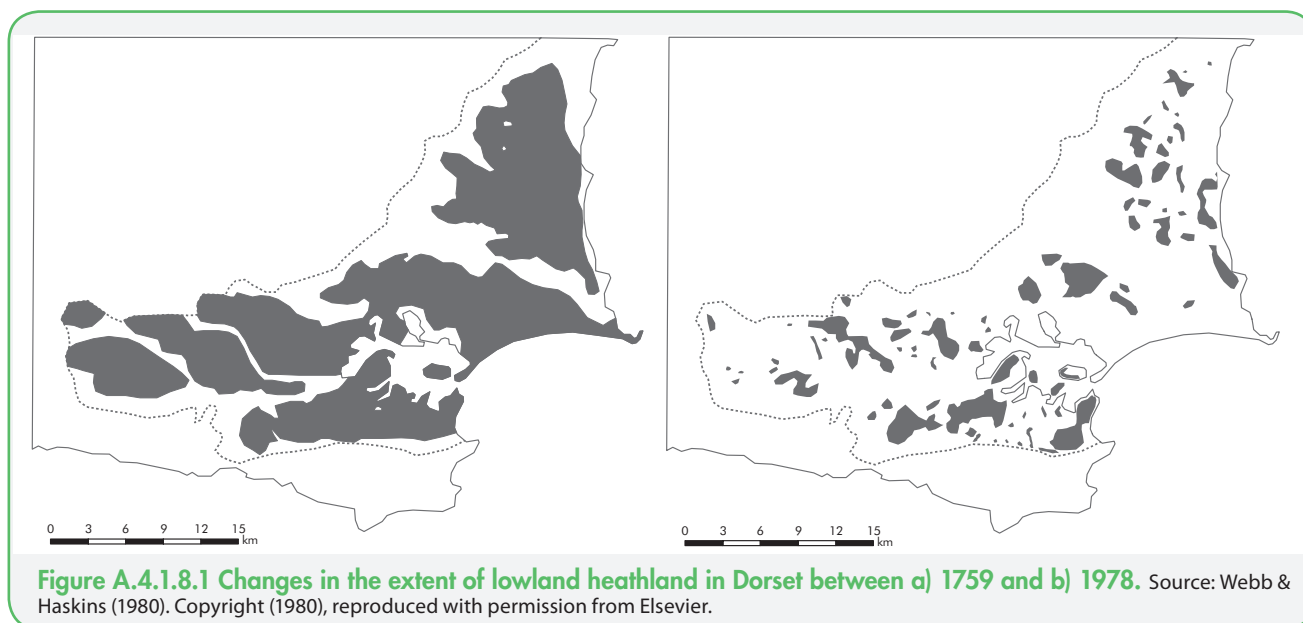 0 3 6 9 12 15
km
0 3 6 9 12 15
km
Figure A.4.1.8.1 Changes in the extent of lowland heathland in Dorset between a) 1759 and b) 1978. Source: Webb &
Haskins (1980). Copyright (1980), reproduced with permission from Elsevier.